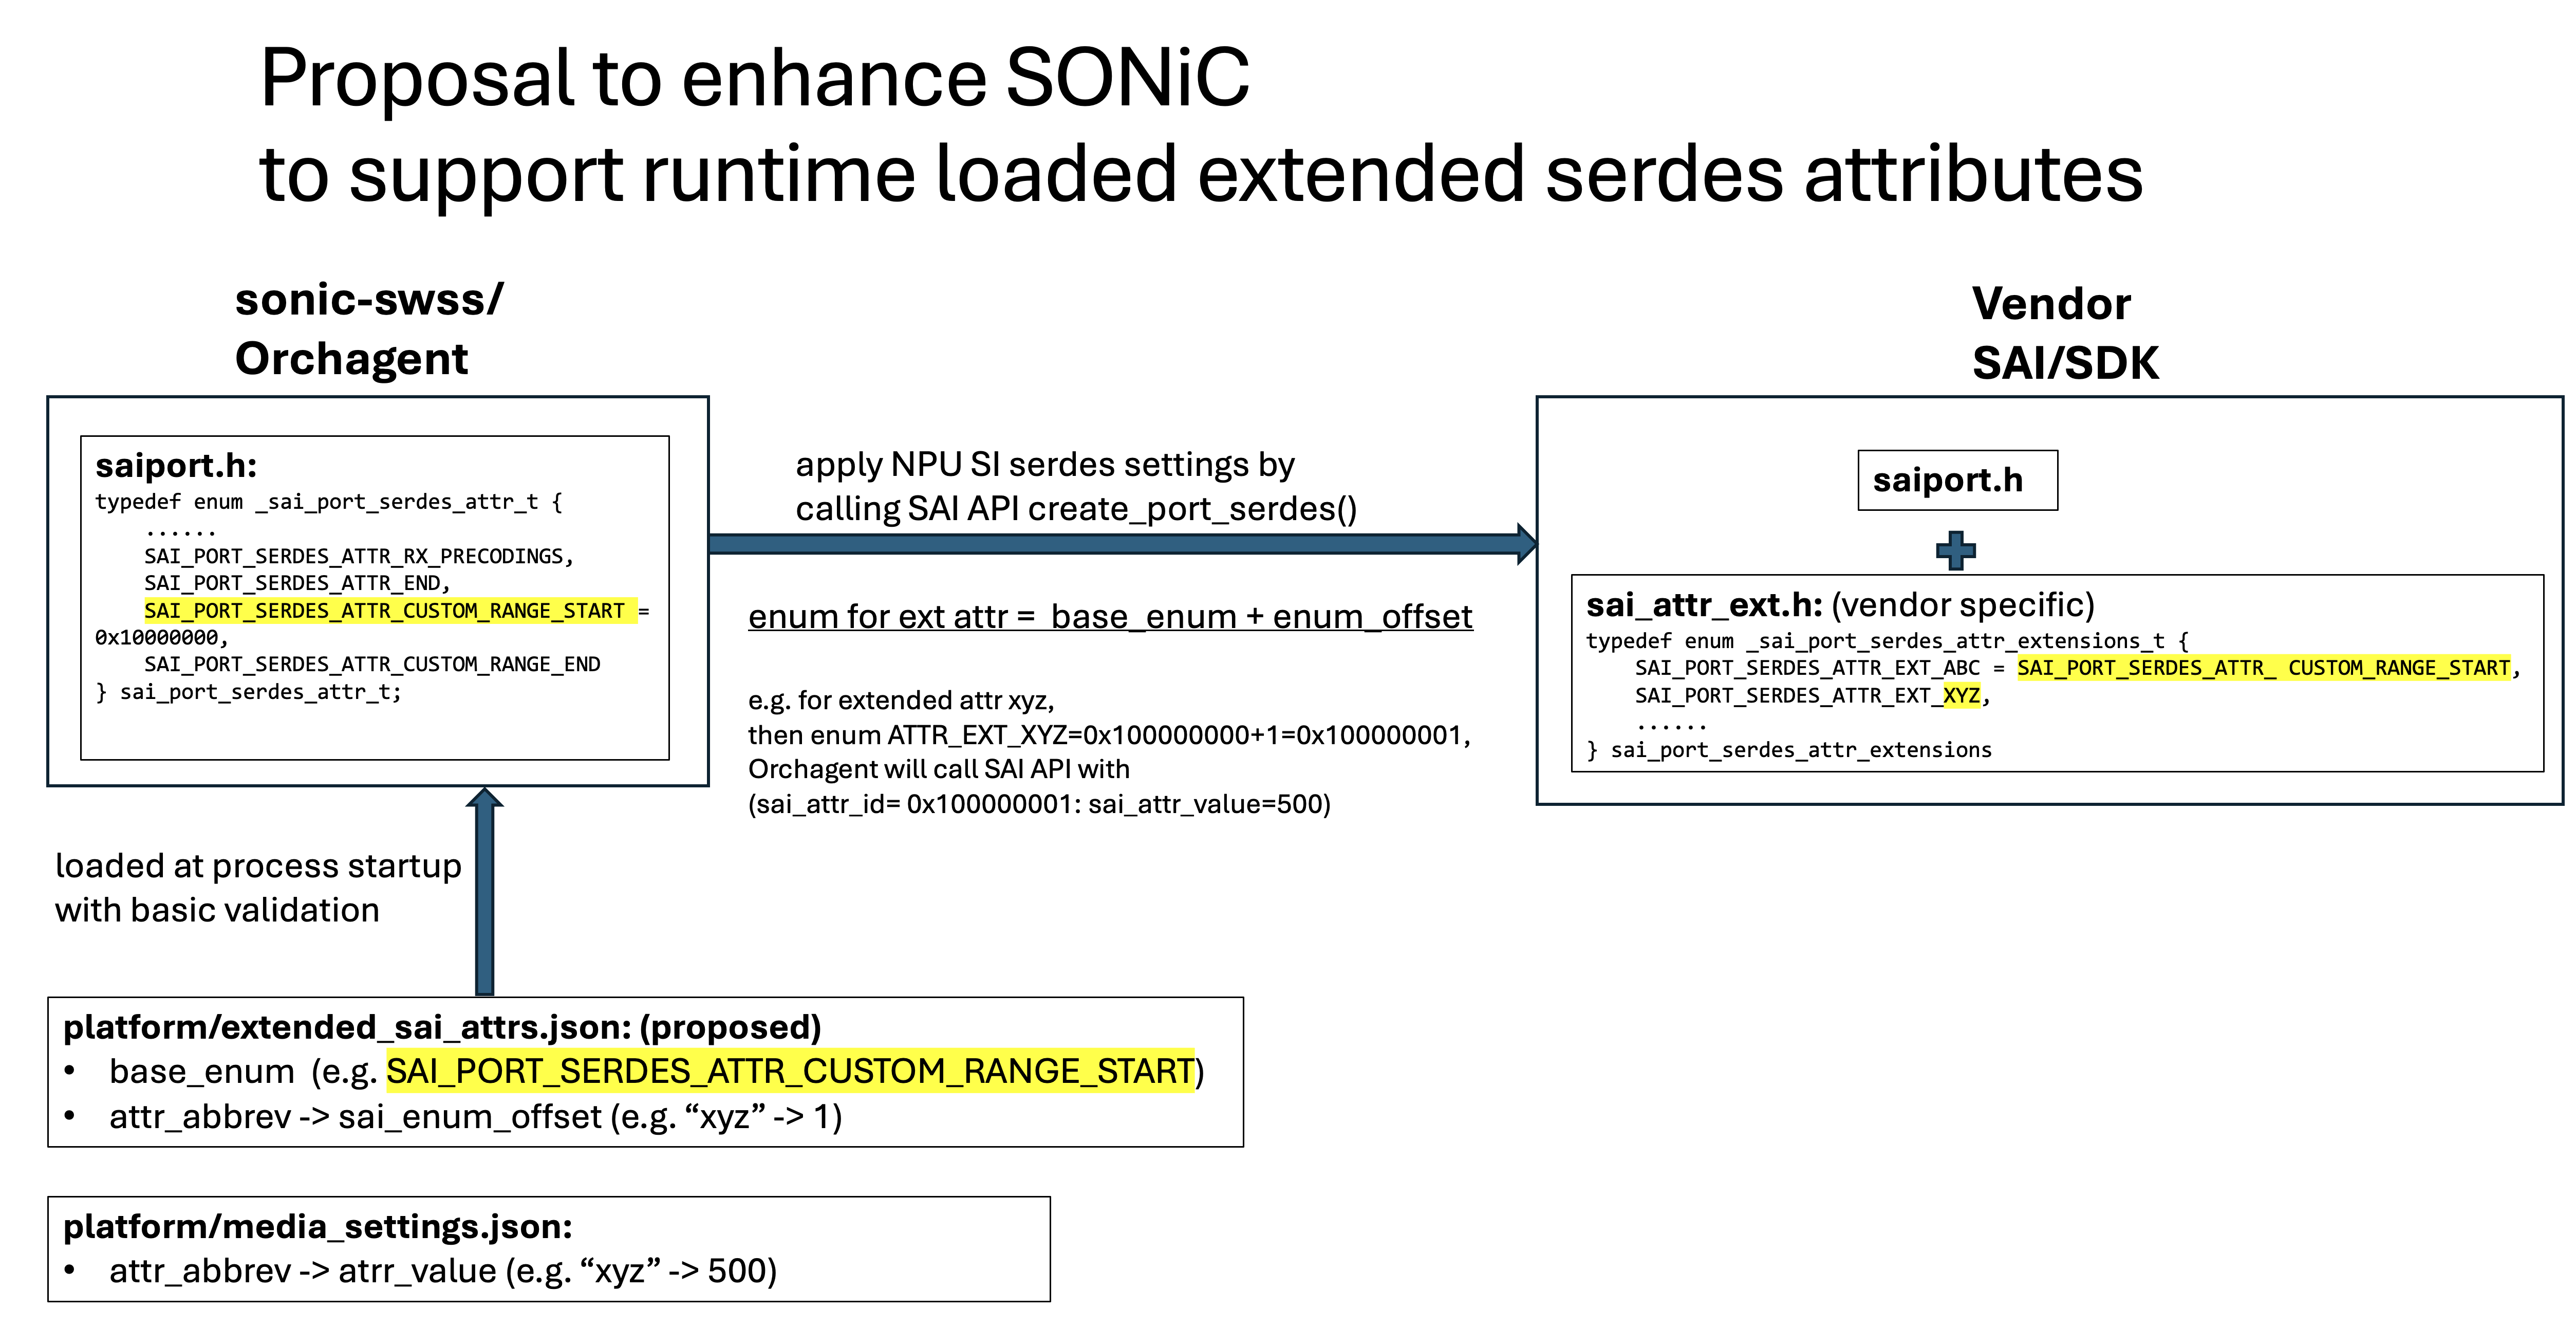 Proposal to enhance SONiC
to support runtime loaded extended serdes attributes
sonic-swss/
Orchagent
saiport.h:
typedef enum _sai_port_serdes_attr_t {
......
SAI_PORT_SERDES_ATTR_RX_PRECODINGS,
SAI_PORT_SERDES_ATTR_END,
SAI_PORT_SERDES_ATTR_CUSTOM_RANGE_START =
0x10000000,
SAI_PORT_SERDES_ATTR_CUSTOM_RANGE_END
} sai_port_serdes_attr_t;
apply NPU SI serdes settings by
calling SAI API create_port_serdes()
enum for ext attr = base_enum + enum_offset
e.g. for extended attr xyz,
then enum ATTR_EXT_XYZ=0x100000000+1=0x100000001,
Orchagent will call SAI API with
(sai_attr_id= 0x100000001: sai_attr_value=500)
Vendor
SAI/SDK
saiport.h
sai_attr_ext.h: (vendor specific)
typedef enum _sai_port_serdes_attr_extensions_t {
SAI_PORT_SERDES_ATTR_EXT_ABC = SAI_PORT_SERDES_ATTR_ CUSTOM_RANGE_START,
SAI_PORT_SERDES_ATTR_EXT_XYZ,
......
} sai_port_serdes_attr_extensions
loaded at process startup
with basic validation
platform/extended_sai_attrs.json: (proposed)
• base_enum (e.g. SAI_PORT_SERDES_ATTR_CUSTOM_RANGE_START)
• attr_abbrev -> sai_enum_offset (e.g. “xyz” -> 1)
platform/media_settings.json:
• attr_abbrev -> atrr_value (e.g. “xyz” -> 500)